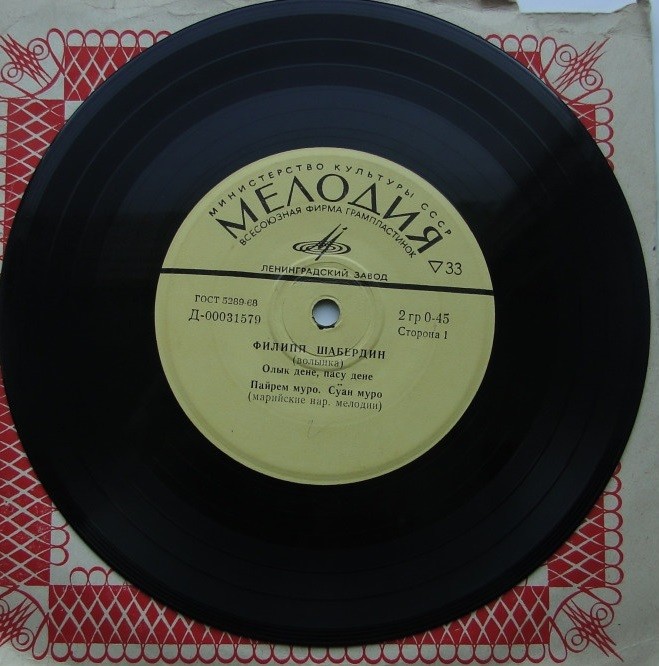 МИНИСТЕРСТВО КУЛЬТУРЫ СССР
МЕЛОДИЯ
ВСЕСОЮЗНАЯ ФИРМА ГРАМПЛАСТИНОК
33
ЛЕНИНГРАДСКИЙ ЗАВОД
ГОСТ 5289-68
Д-00031579
2 гр 0-45
Сторона 1
ФИЛИПП ШАБЕРДИН
(волынка)
Олык дене, пасу дене
Пайрем муро. Сӱан муро
(марийские нар. мелодии)